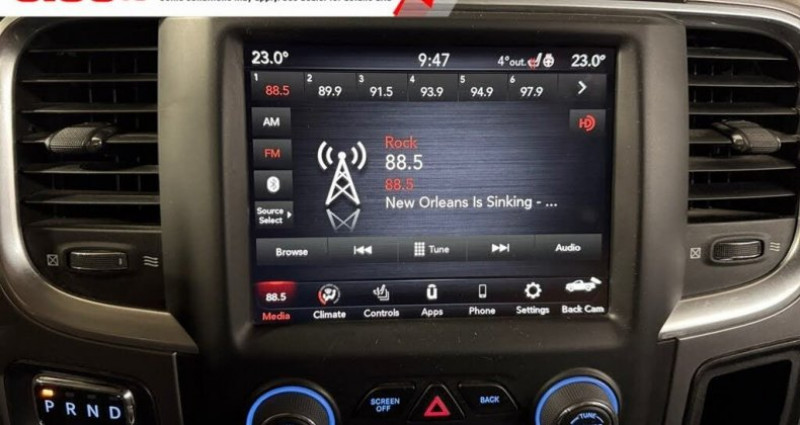 23.0° 9:47 4°out. 23.0°
1 2 3 4 5 6
88.5 89.9 91.5 93.9 94.9 97.9
AM
HD
FM
Rock
88.5
88.5
New Orleans Is Sinking - ...
Source
Select
Browse Tune Audio
88.5
Media Climate Controls Apps Phone Settings Back Cam
P R N D
SCREEN
OFF
BACK
TUNE